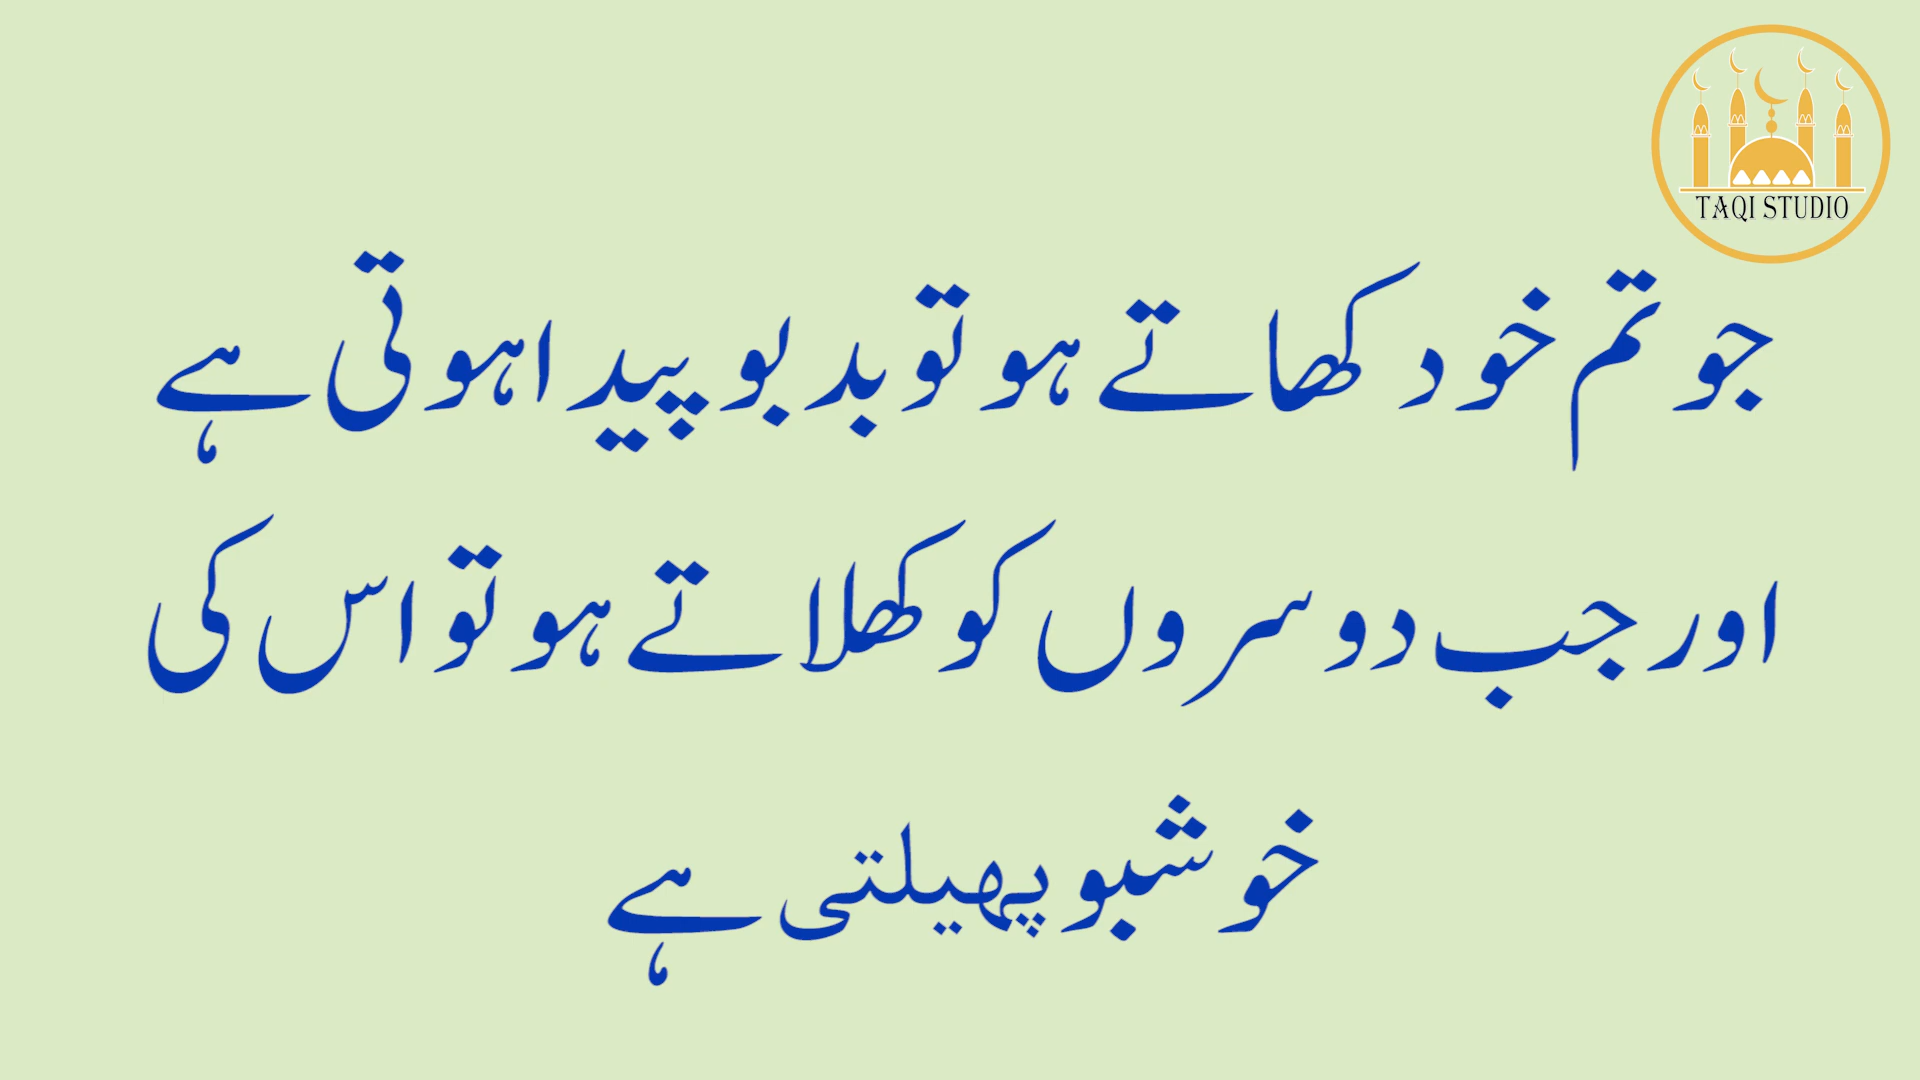 TAQI STUDIO
جو تم خود کھاتے ہو تو بدبو پیدا ہوتی ہے
اور جب دوسروں کو کھلاتے ہو تو اس کی
خوشبو پھیلتی ہے